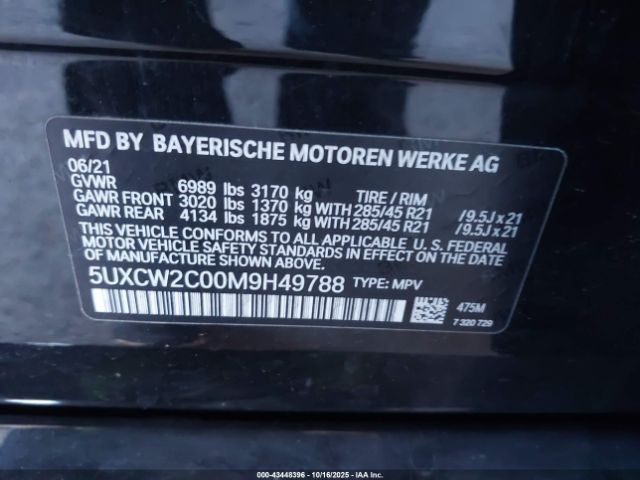 MFD BY BAYERISCHE MOTOREN WERKE AG
06/21
GVWR 6989 lbs 3170 kg TIRE / RIM
GAWR FRONT 3020 lbs 1370 kg WITH 285/45 R21 /9.5J x 21
GAWR REAR 4134 lbs 1875 kg WITH 285/45 R21 /9.5J x 21
THIS VEHICLE CONFORMS TO ALL APPLICABLE U.S. FEDERAL
MOTOR VEHICLE SAFETY STANDARDS IN EFFECT ON THE DATE
OF MANUFACTURE SHOWN ABOVE.
5UXCW2C00M9H49788 TYPE: MPV
475M
7 320 729
000-43448396 - 10/16/2025 - IAA Inc.